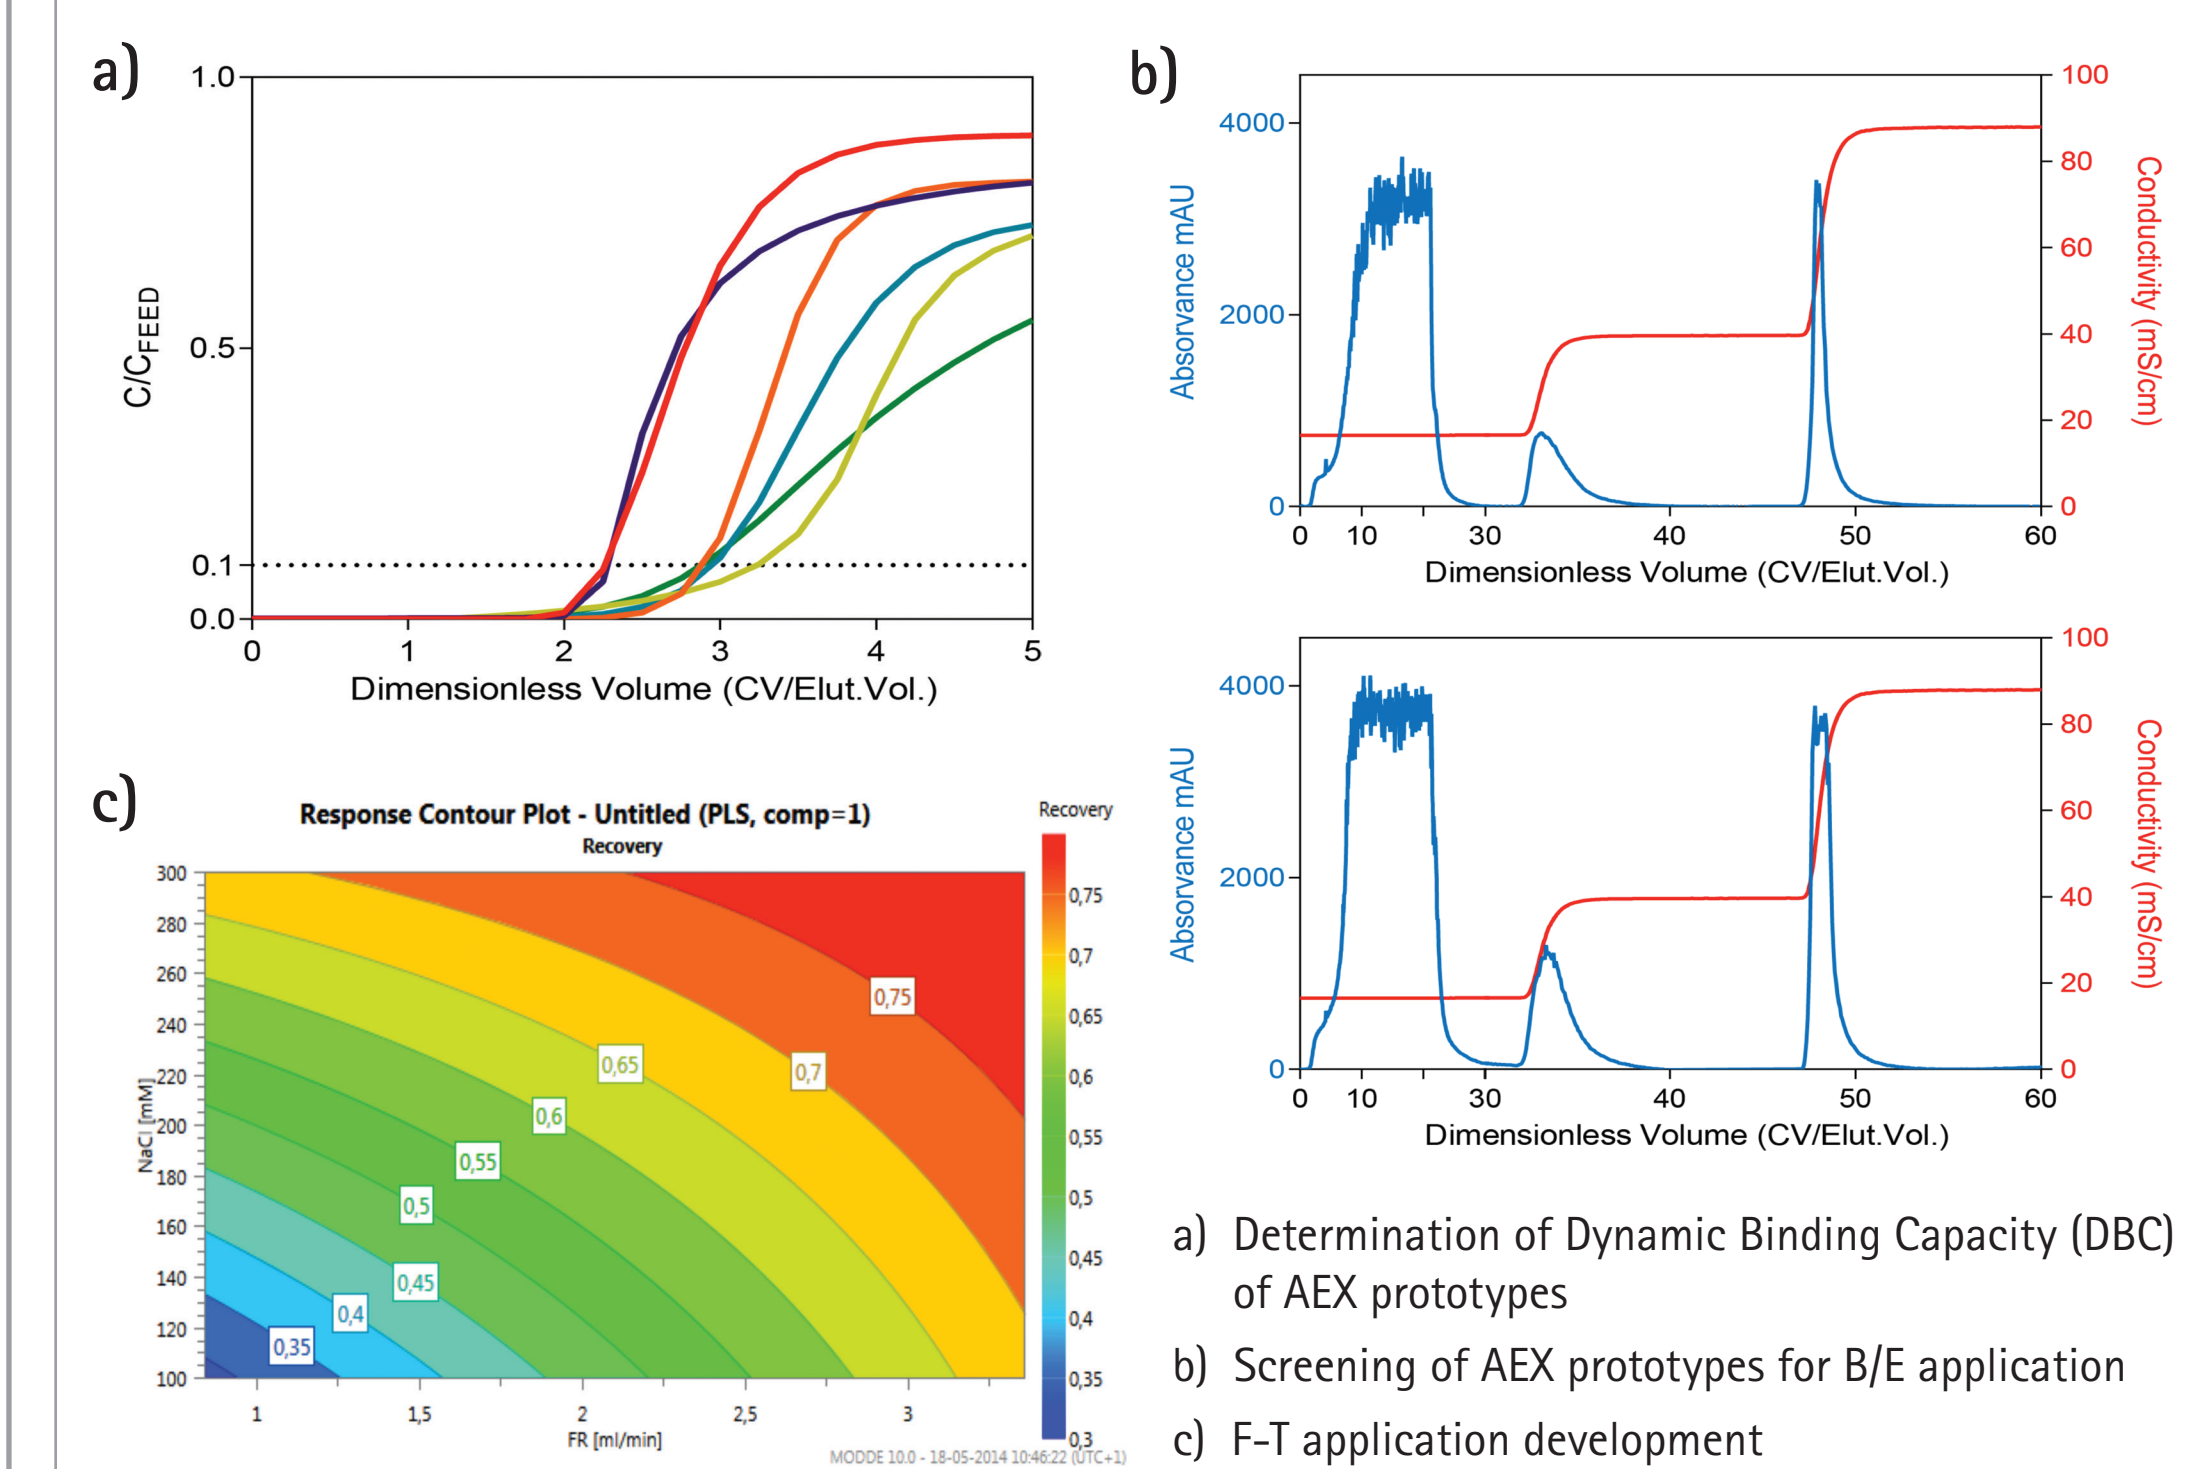 a)
1.0
0.5
0.1
0.0
C/CFEED
0 1 2 3 4 5
Dimensionless Volume (CV/Elut.Vol.)
b)
4000
2000
0
Absorvance mAU
100
80
60
40
20
0
Conductivity (mS/cm)
0 10 30 40 50 60
Dimensionless Volume (CV/Elut.Vol.)
4000
2000
0
Absorvance mAU
100
80
60
40
20
0
Conductivity (mS/cm)
0 10 30 40 50 60
Dimensionless Volume (CV/Elut.Vol.)
c)
Response Contour Plot - Untitled (PLS, comp=1)
Recovery
Recovery
300
280
260
240
220
200
180
160
140
120
100
NaCl [mM]
0,75
0,7
0,65
0,6
0,55
0,5
0,45
0,4
0,35
0,75
0,7
0,65
0,6
0,55
0,5
0,45
0,4
0,35
0,3
1 1,5 2 2,5 3
FR [ml/min]
MODDE 10.0 - 18-05-2014 10:46:22 (UTC+1)
a) Determination of Dynamic Binding Capacity (DBC)
of AEX prototypes
b) Screening of AEX prototypes for B/E application
c) F-T application development